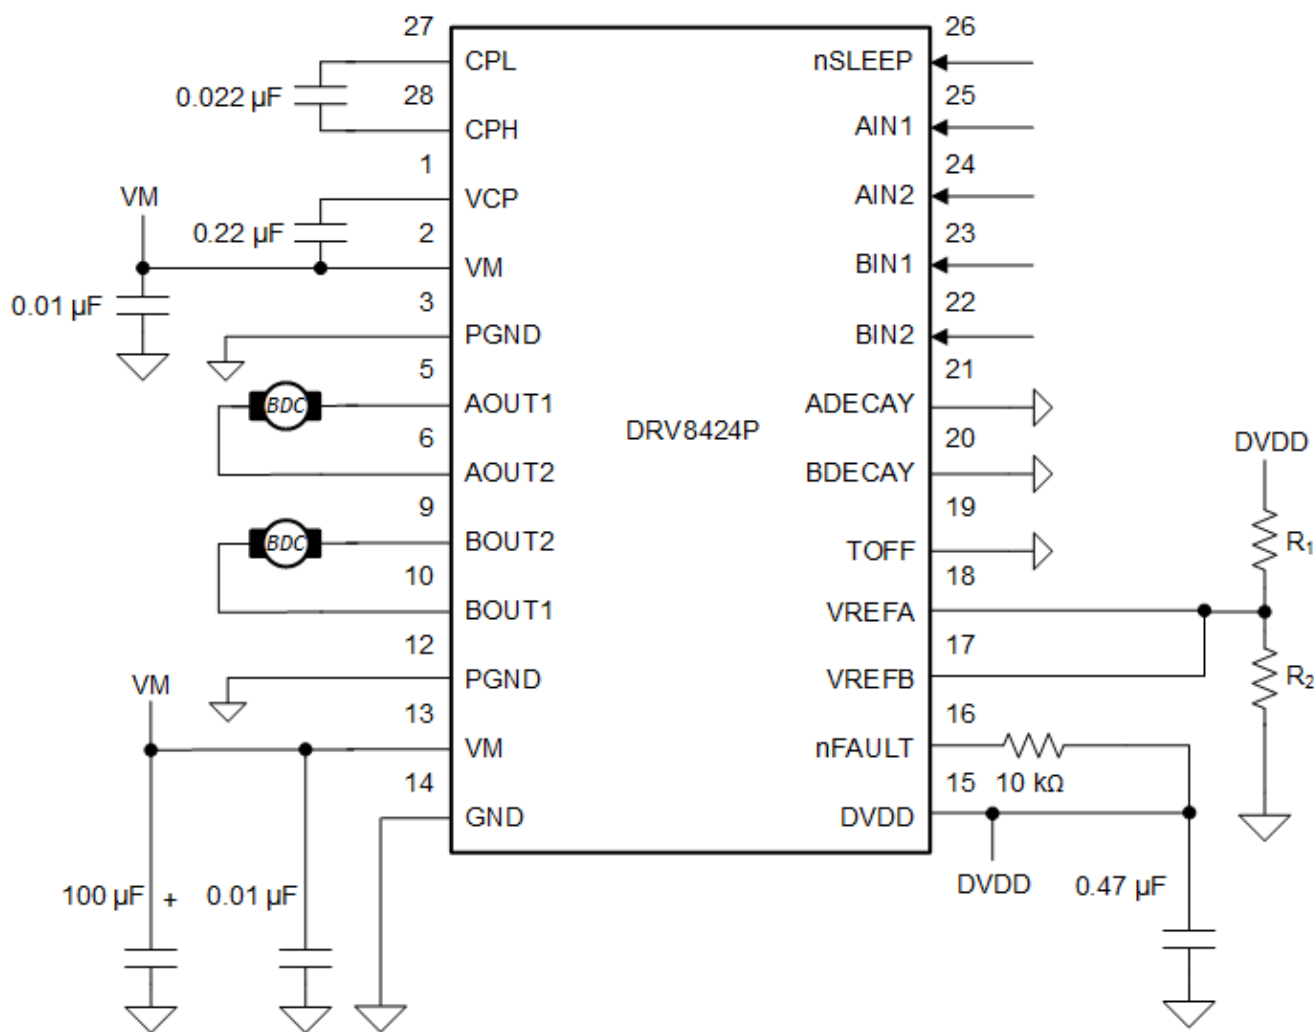 27
CPL
nSLEEP
26
0.022 µF
28
CPH
AIN1
25
1
VCP
AIN2
24
VM
0.22 µF
2
VM
BIN1
23
0.01 µF
3
PGND
BIN2
22
5
BDC
AOUT1
ADECAY
21
6
AOUT2
DRV8424P
BDECAY
20
DVDD
9
BDC
BOUT2
TOFF
19
R1
10
BOUT1
VREFA
18
12
PGND
VREFB
17
R2
VM
13
VM
nFAULT
16
10 kΩ
14
GND
DVDD
15
DVDD
100 µF +
0.01 µF
0.47 µF